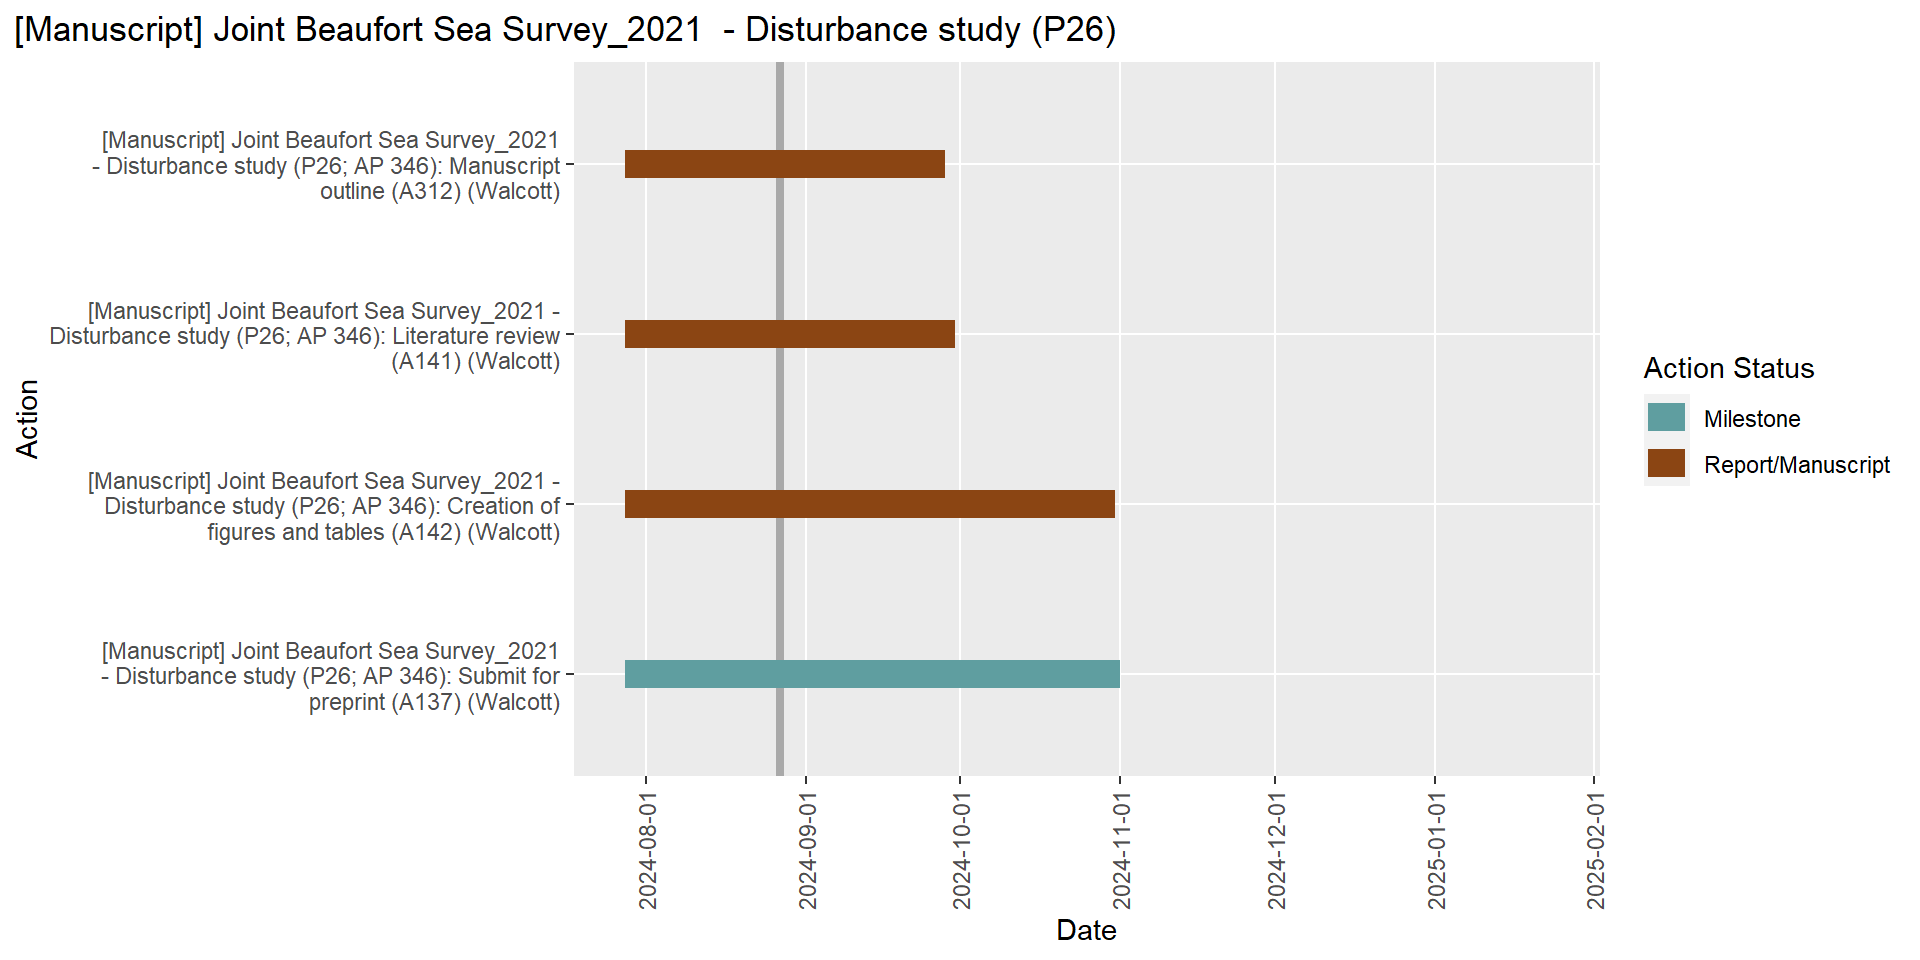 [Manuscript] Joint Beaufort Sea Survey_2021  - Disturbance study (P26)
[Manuscript] Joint Beaufort Sea Survey_2021
- Disturbance study (P26; AP 346): Manuscript
outline (A312) (Walcott)
[Manuscript] Joint Beaufort Sea Survey_2021 -
Disturbance study (P26; AP 346): Literature review
(A141) (Walcott)
[Manuscript] Joint Beaufort Sea Survey_2021 -
Disturbance study (P26; AP 346): Creation of
figures and tables (A142) (Walcott)
[Manuscript] Joint Beaufort Sea Survey_2021
- Disturbance study (P26; AP 346): Submit for
preprint (A137) (Walcott)
Action
2024-08-01
2024-09-01
2024-10-01
2024-11-01
2024-12-01
2025-01-01
2025-02-01
Date
Action Status
Milestone
Report/Manuscript